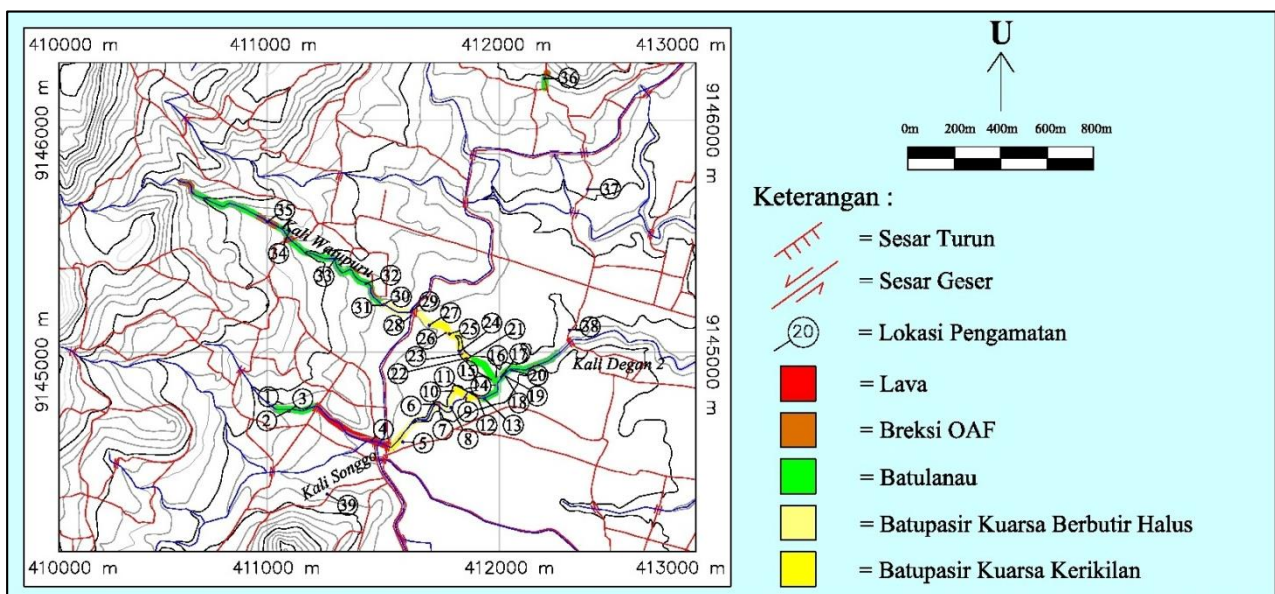 410000 m
411000 m
412000 m
413000 m
U
36
9146000 m
9146000 m
37
0m
200m
400m
600m
800m
Keterangan :
= Sesar Turun
= Sesar Geser
20
= Lokasi Pengamatan
= Lava
= Breksi OAF
= Batulanau
= Batupasir Kuarsa Berbutir Halus
= Batupasir Kuarsa Kerikilan
35
Kali Watupuru
34
33
32
31
30
29
28
27
26
25
24
23
22
21
38
9145000 m
9145000 m
Kali Degan 2
16
17
15
20
11
14
19
10
18
6
9
13
12
1
3
2
4
7
5
8
Kali Songgo
39
410000 m
411000 m
412000 m
413000 m